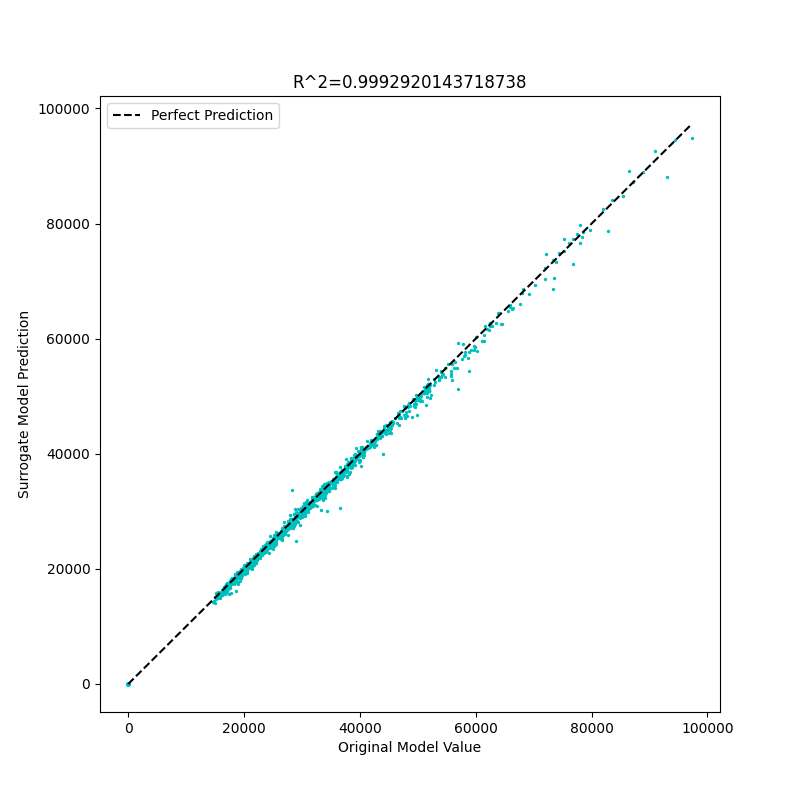 R^2=0.9992920143718738
Perfect Prediction
100000
80000
60000
40000
20000
0
Surrogate Model Prediction
0 20000 40000 60000 80000 100000
Original Model Value